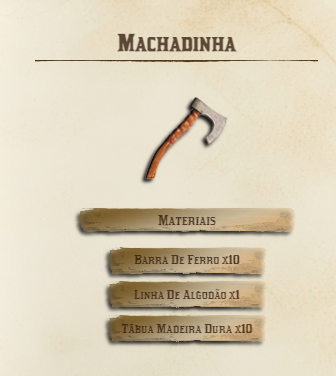 Machadinha
Materiais
Barra De Ferro x10
Linha De Algodão x1
Tábua Madeira Dura x10